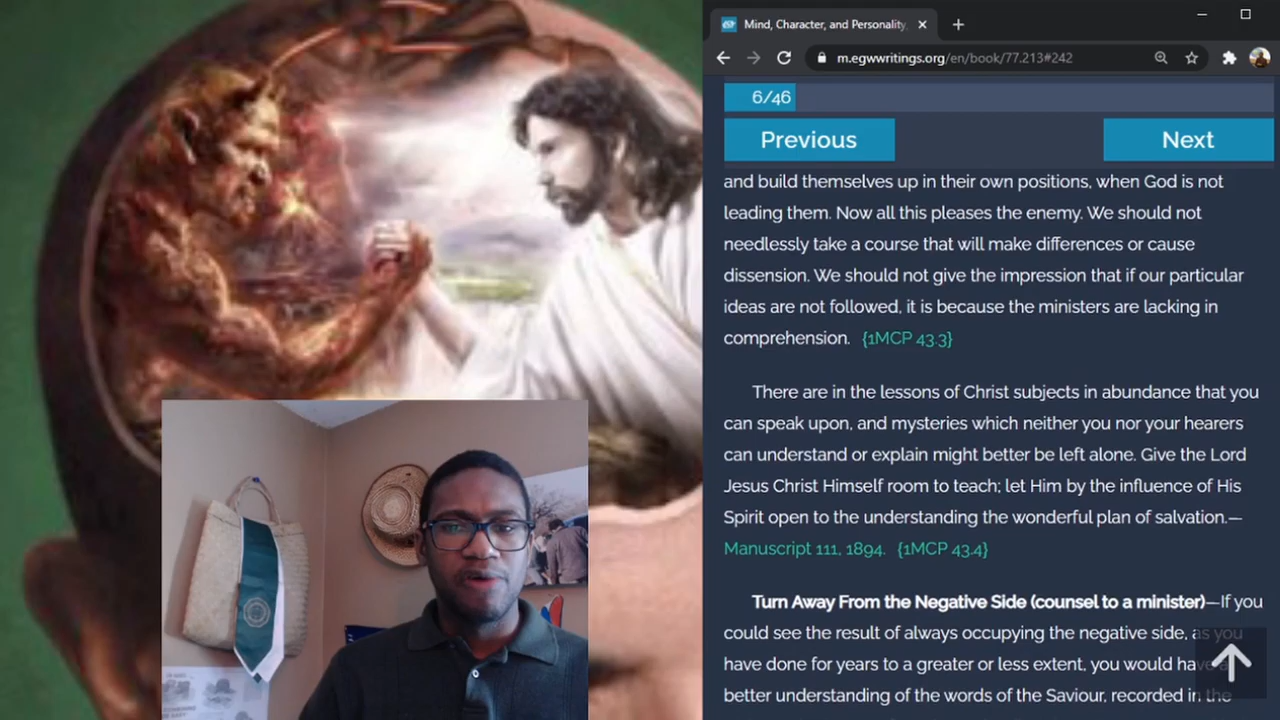 Mind, Character, and Personality,
m.egwwritings.org/en/book/77.213#242
6/46
Previous
Next
and build themselves up in their own positions, when God is not
leading them. Now all this pleases the enemy. We should not
needlessly take a course that will make differences or cause
dissension. We should not give the impression that if our particular
ideas are not followed, it is because the ministers are lacking in
comprehension. {1MCP 43.3}
There are in the lessons of Christ subjects in abundance that you
can speak upon, and mysteries which neither you nor your hearers
can understand or explain might better be left alone. Give the Lord
Jesus Christ Himself room to teach; let Him by the influence of His
Spirit open to the understanding the wonderful plan of salvation.—
Manuscript 111, 1894. {1MCP 43.4}
Turn Away From the Negative Side (counsel to a minister)—If you
could see the result of always occupying the negative side, as you
have done for years to a greater or less extent, you would have a
better understanding of the words of the Saviour, recorded in the